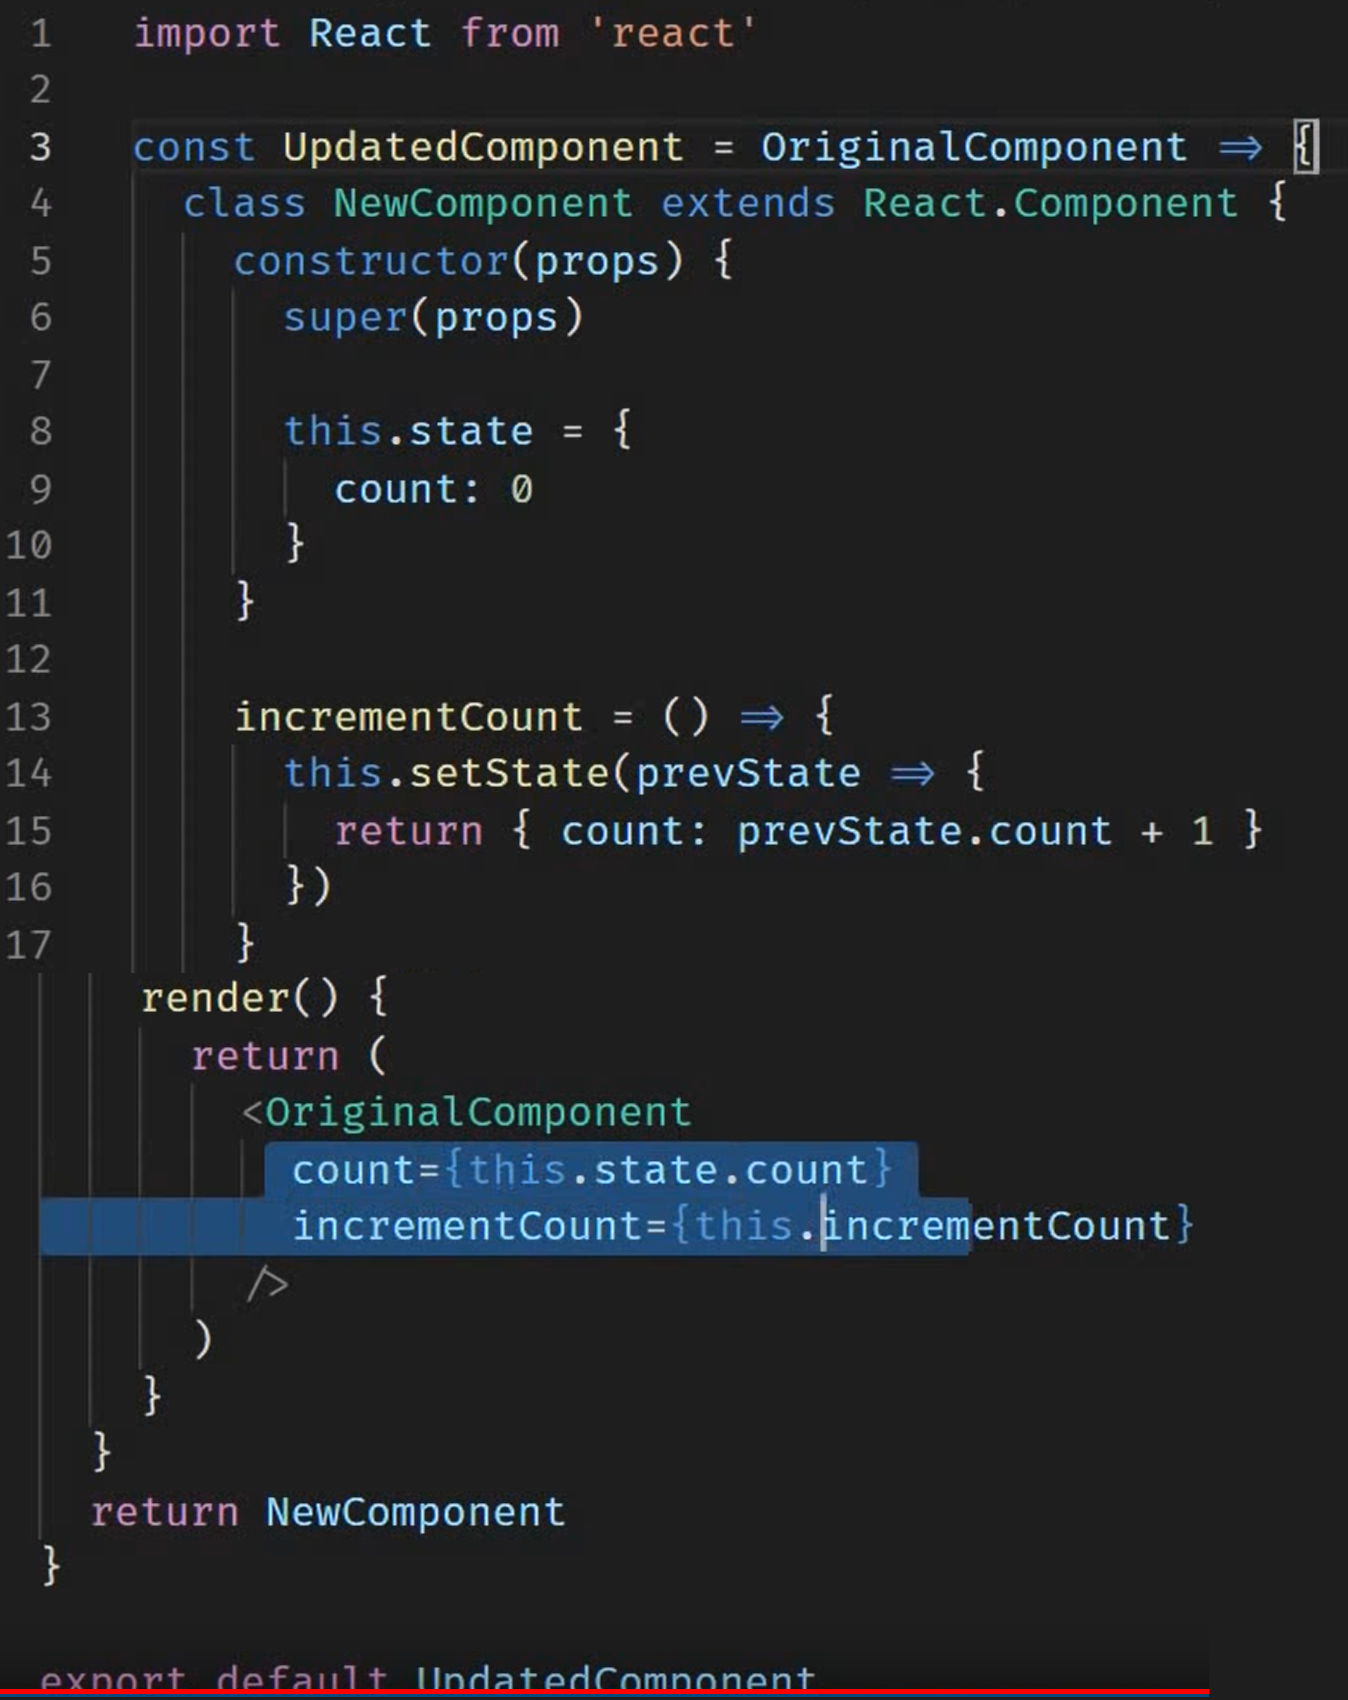 1 import React from 'react'
2
3 const UpdatedComponent = OriginalComponent => {
4 class NewComponent extends React.Component {
5 constructor(props) {
6 super(props)
7
8 this.state = {
9 count: 0
10 }
11 }
12
13 incrementCount = () => {
14 this.setState(prevState => {
15 return { count: prevState.count + 1 }
16 })
17 }
render() {
return (
<OriginalComponent
count={this.state.count}
incrementCount={this.incrementCount}
/>
)
}
}
return NewComponent
}
export default UpdatedComponent